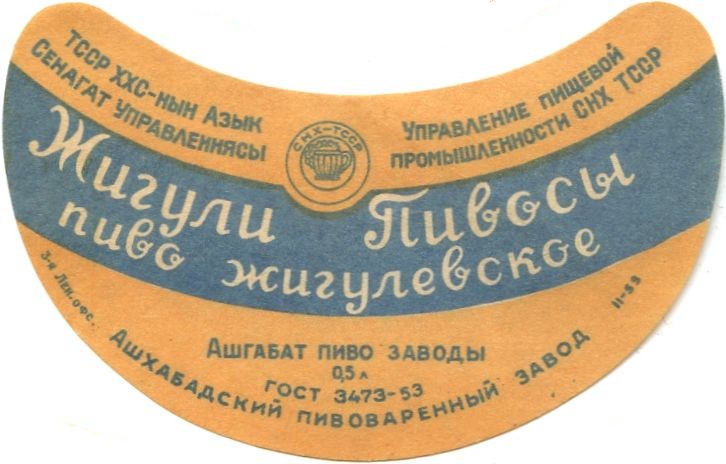 ТССР ХХС-нын Азык
СЕНАГАТ УПРАВЛЕНИЯСЫ
УПРАВЛЕНИЕ ПИЩЕВОЙ
ПРОМЫШЛЕННОСТИ СНХ ТССР
СНХ-ТССР
Жигули Пивосы
пиво жигулевское
3-я Лен.офс.
11-59
АШГАБАТ ПИВО ЗАВОДЫ
0,5 л
ГОСТ 3473-53
АШХАБАДСКИЙ ПИВОВАРЕННЫЙ ЗАВОД